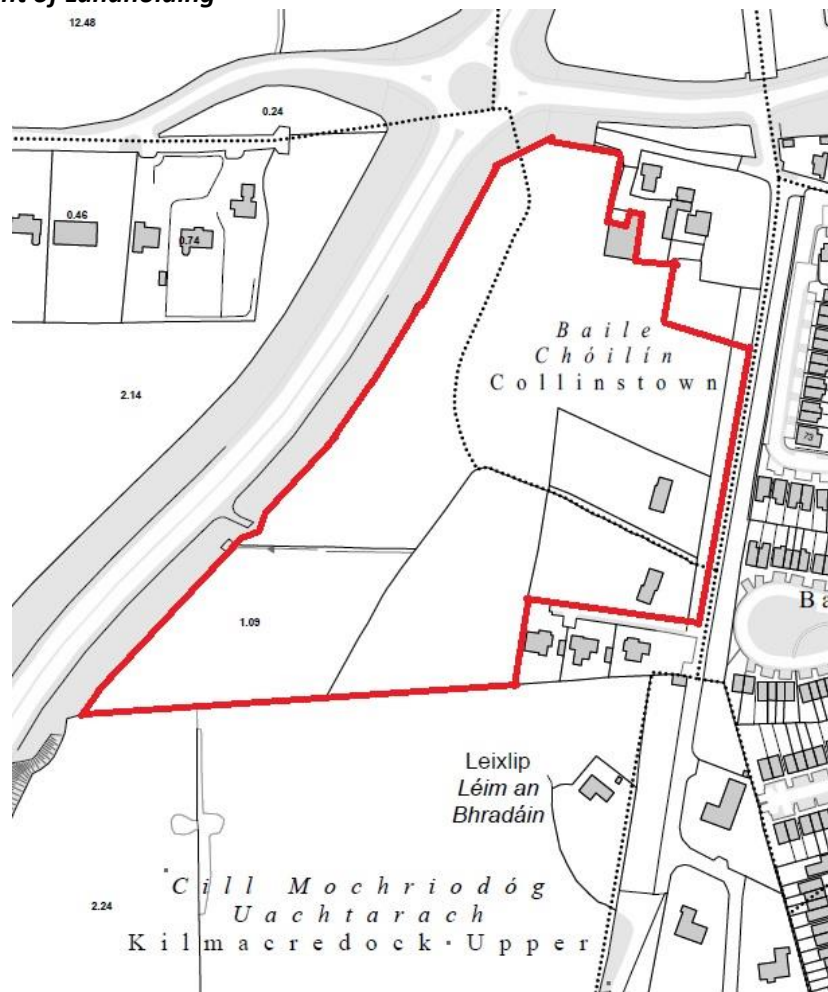 of Landholding
12.48
0.24
0.46
0.74
2.14
Baile
Chóilín
Collinstown
73
1.09
Ba
Leixlip
Léim an
Bhradáin
Cill Mochriodóg
Uachtarach
2.24
Kilmacredock Upper